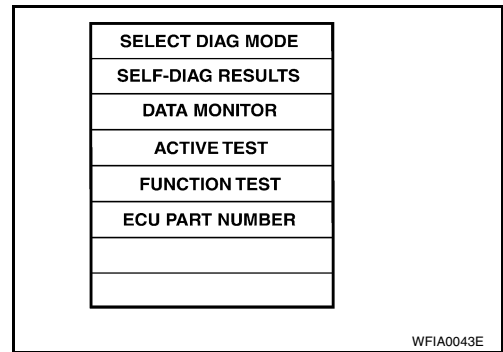 SELECT DIAG MODE
SELF-DIAG RESULTS
DATA MONITOR
ACTIVE TEST
FUNCTION TEST
ECU PART NUMBER
WFIA0043E